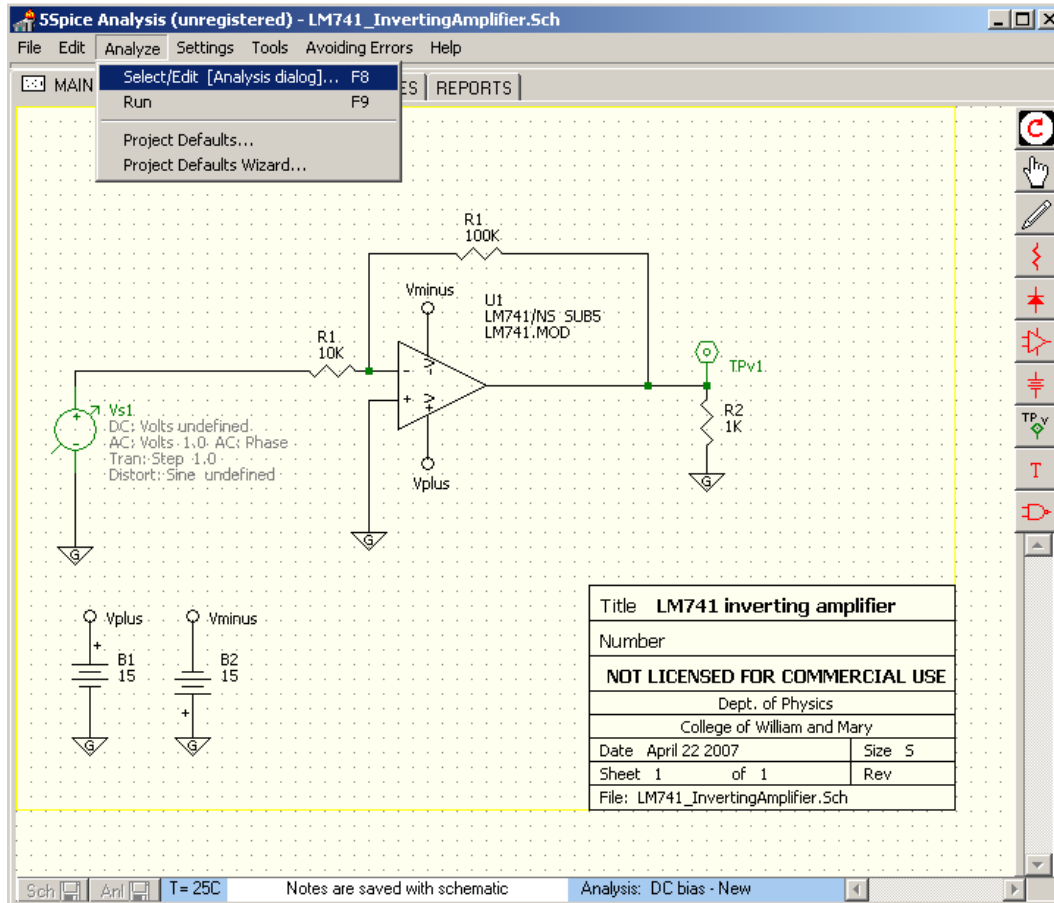 5Spice Analysis (unregistered) - LM741_InvertingAmplifier.Sch
File Edit Analyze Settings Tools Avoiding Errors Help
MAIN ES REPORTS
Select/Edit [Analysis dialog]... F8
Run F9
Project Defaults...
Project Defaults Wizard...
R1
100K
Vminus
U1
LM741/NS SUB5
LM741.MOD
R1
10K
-
+
-V
+V
TPv1
Vs1
DC: Volts undefined
AC: Volts 1.0 AC: Phase
Tran: Step 1.0
Distort: Sine undefined
+
-
R2
1K
Vplus
G
G
G
Vplus
Vminus
+
B1
15
B2
15
+
G
G
Title LM741 inverting amplifier
Number
NOT LICENSED FOR COMMERCIAL USE
Dept. of Physics
College of William and Mary
Date April 22 2007 Size S
Sheet 1 of 1 Rev
File: LM741_InvertingAmplifier.Sch
TP v
T
Sch Anl T= 25C Notes are saved with schematic Analysis: DC bias - New